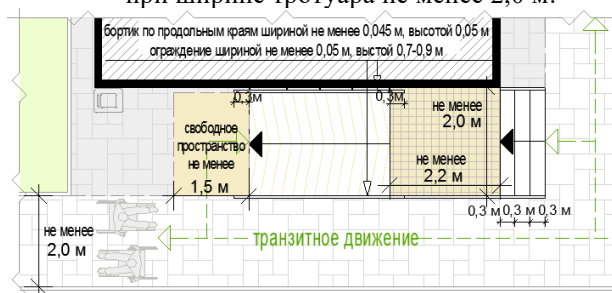 при ширине тротуара не менее 2,0 м.
бортик по продольным краям шириной не менее 0,045 м, высотой 0,05 м
ограждение шириной не менее 0,05 м, выстой 0,7-0,9 м
0,3м
0,3м
не менее
2,0 м
свободное
пространство
не менее
1,5 м
не менее
2,2 м
0,3 м 0,3 м 0,3 м
не менее
2,0 м
транзитное движение